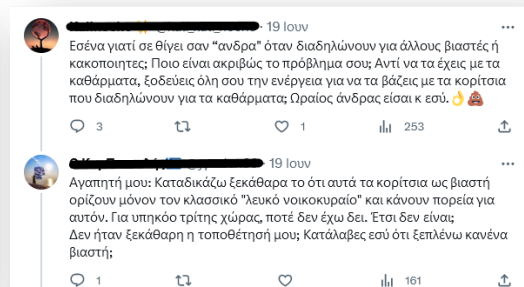 · 19 Ιουν
Εσένα γιατί σε θίγει σαν “ανδρα" όταν διαδηλώνουν για άλλους βιαστές ή
κακοποιητες; Ποιο είναι ακριβώς το πρόβλημα σου; Αντί να τα έχεις με τα
καθάρματα, ξοδεύεις όλη σου την ενέργεια για να τα βάζεις με τα κορίτσια
που διαδηλώνουν για τα καθάρματα; Ωραίος άνδρας είσαι κ εσύ.👌💩
3 1 253
· 19 Ιουν
Αγαπητή μου: Καταδικάζω ξεκάθαρα το ότι αυτά τα κορίτσια ως βιαστή
ορίζουν μόνον τον κλασσικό "λευκό νοικοκυραίο" και κάνουν πορεία για
αυτόν. Για υπηκόο τρίτης χώρας, ποτέ δεν έχω δει. Έτσι δεν είναι;
Δεν ήταν ξεκάθαρη η τοποθέτησή μου; Κατάλαβες εσύ ότι ξεπλένω κανένα
βιαστή;
1 161